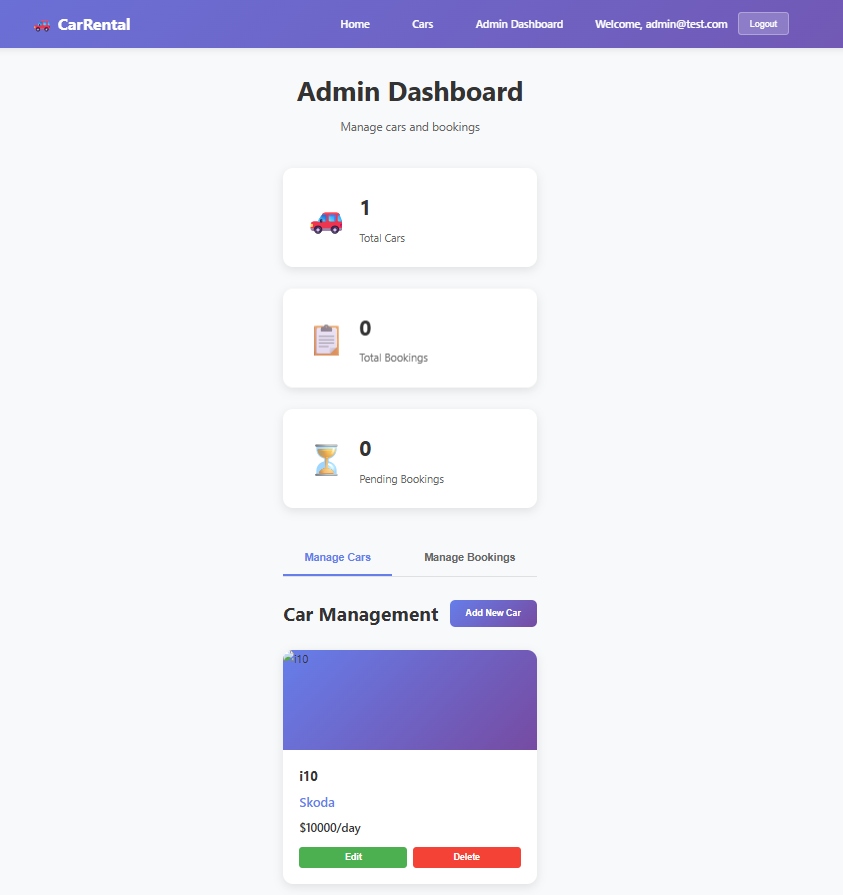 CarRental Home Cars Admin Dashboard Welcome, admin@test.com Logout
Admin Dashboard
Manage cars and bookings
1
Total Cars
0
Total Bookings
0
Pending Bookings
Manage Cars Manage Bookings
Car Management Add New Car
i10
i10
Skoda
$10000/day
Edit Delete